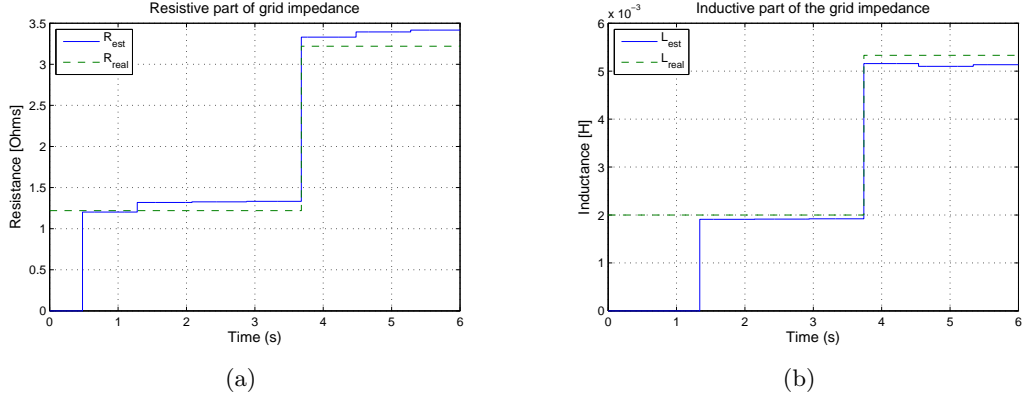 Resistive part of grid impedance
3.5
3
2.5
2
1.5
1
0.5
0
Resistance [Ohms]
R_est
R_real
0 1 2 3 4 5 6
Time (s)
(a)
Inductive part of the grid impedance
x 10⁻³
6
5
4
3
2
1
0
Inductance [H]
L_est
L_real
0 1 2 3 4 5 6
Time (s)
(b)